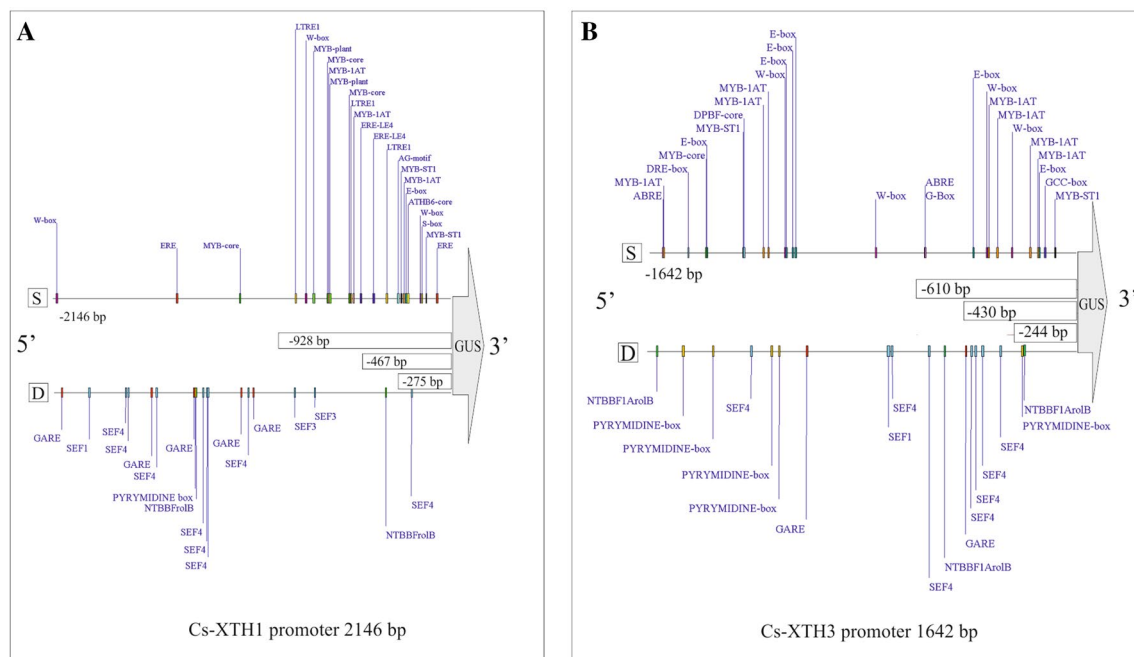 A
LTRE1
W-box
MYB-plant
MYB-core
MYB-1AT
MYB-plant
MYB-core
LTRE1
MYB-1AT
ERE-LE4
ERE-LE4
LTRE1
AG-motif
MYB-ST1
MYB-1AT
E-box
ATHB6-core
W-box
S-box
MYB-ST1
W-box
ERE
MYB-core
ERE
S
-2146 bp
5’
-928 bp
-467 bp
-275 bp
GUS
3’
D
GARE
SEF1
SEF4
SEF4
GARE
SEF4
GARE
PYRYMIDINE box
NTBBFrolB
SEF4
SEF4
SEF4
GARE
SEF4
GARE
SEF3
SEF3
NTBBFrolB
SEF4
Cs-XTH1 promoter 2146 bp
B
E-box
E-box
E-box
W-box
MYB-1AT
MYB-1AT
DPBF-core
MYB-ST1
E-box
MYB-core
DRE-box
MYB-1AT
ABRE
W-box
ABRE
G-Box
E-box
W-box
MYB-1AT
MYB-1AT
W-box
MYB-1AT
MYB-1AT
E-box
GCC-box
MYB-ST1
S
-1642 bp
5’
-610 bp
-430 bp
-244 bp
GUS
3’
D
NTBBF1ArolB
PYRYMIDINE-box
PYRYMIDINE-box
SEF4
PYRYMIDINE-box
PYRYMIDINE-box
GARE
SEF4
SEF1
SEF4
NTBBF1ArolB
GARE
SEF4
SEF4
SEF4
SEF4
NTBBF1ArolB
PYRYMIDINE-box
Cs-XTH3 promoter 1642 bp